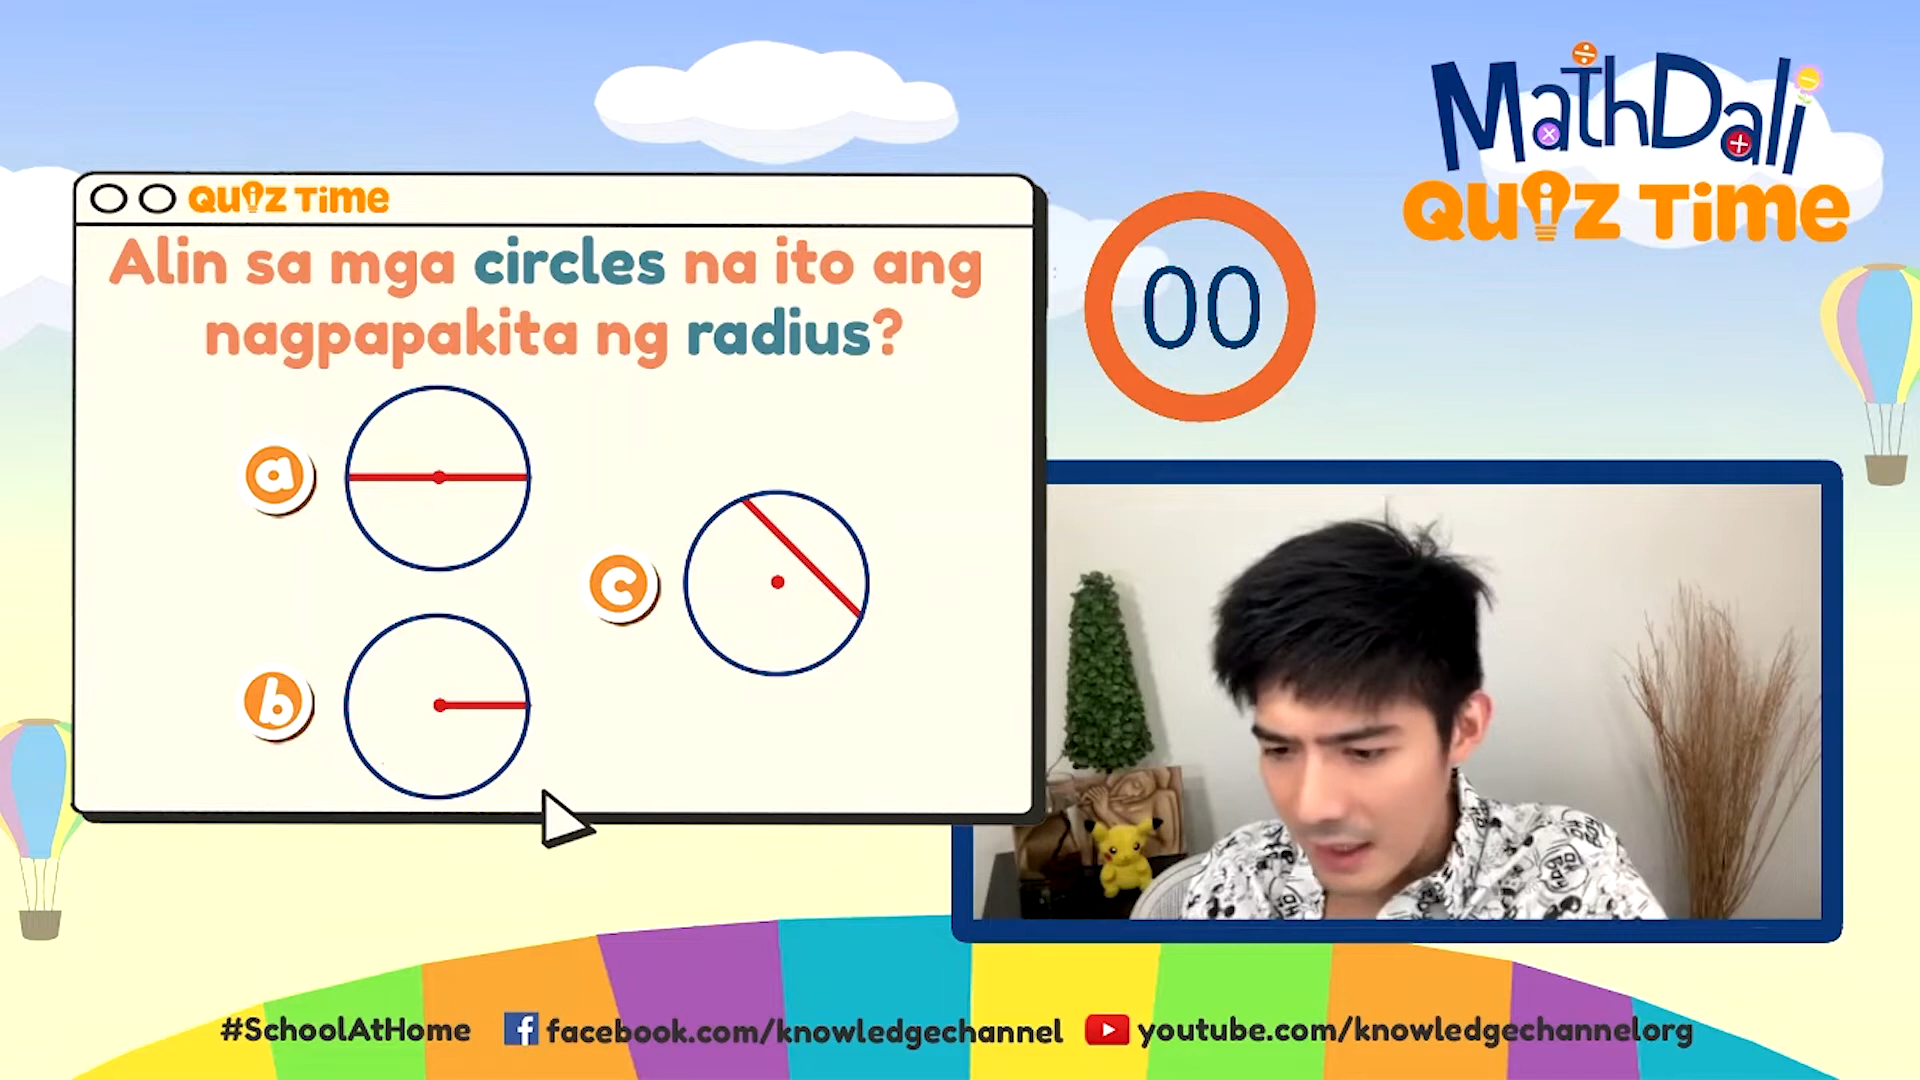 MathDali
QUIZ TiMe
QUIZ TiMe
Alin sa mga circles na ito ang
nagpapakita ng radius?
00
a
c
b
#SchoolAtHome
facebook.com/knowledgechannel
youtube.com/knowledgechannelorg